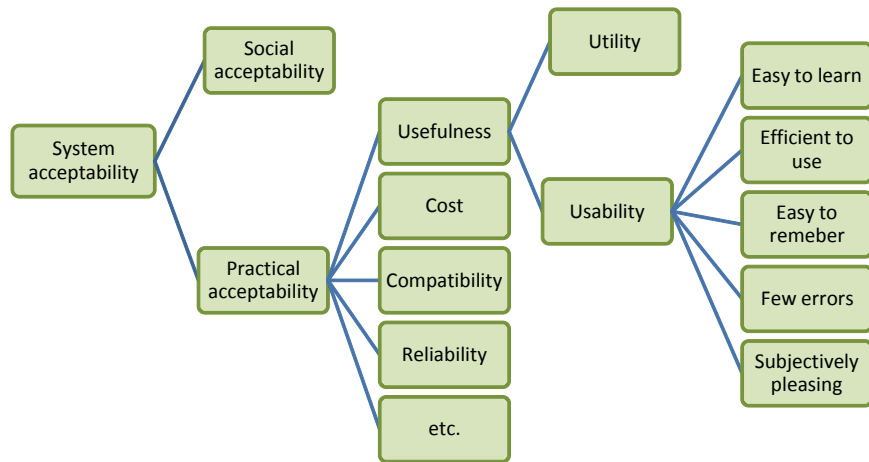 System
acceptability
Social
acceptability
Practical
acceptability
Usefulness
Cost
Compatibility
Reliability
etc.
Utility
Usability
Easy to learn
Efficient to
use
Easy to
remeber
Few errors
Subjectively
pleasing